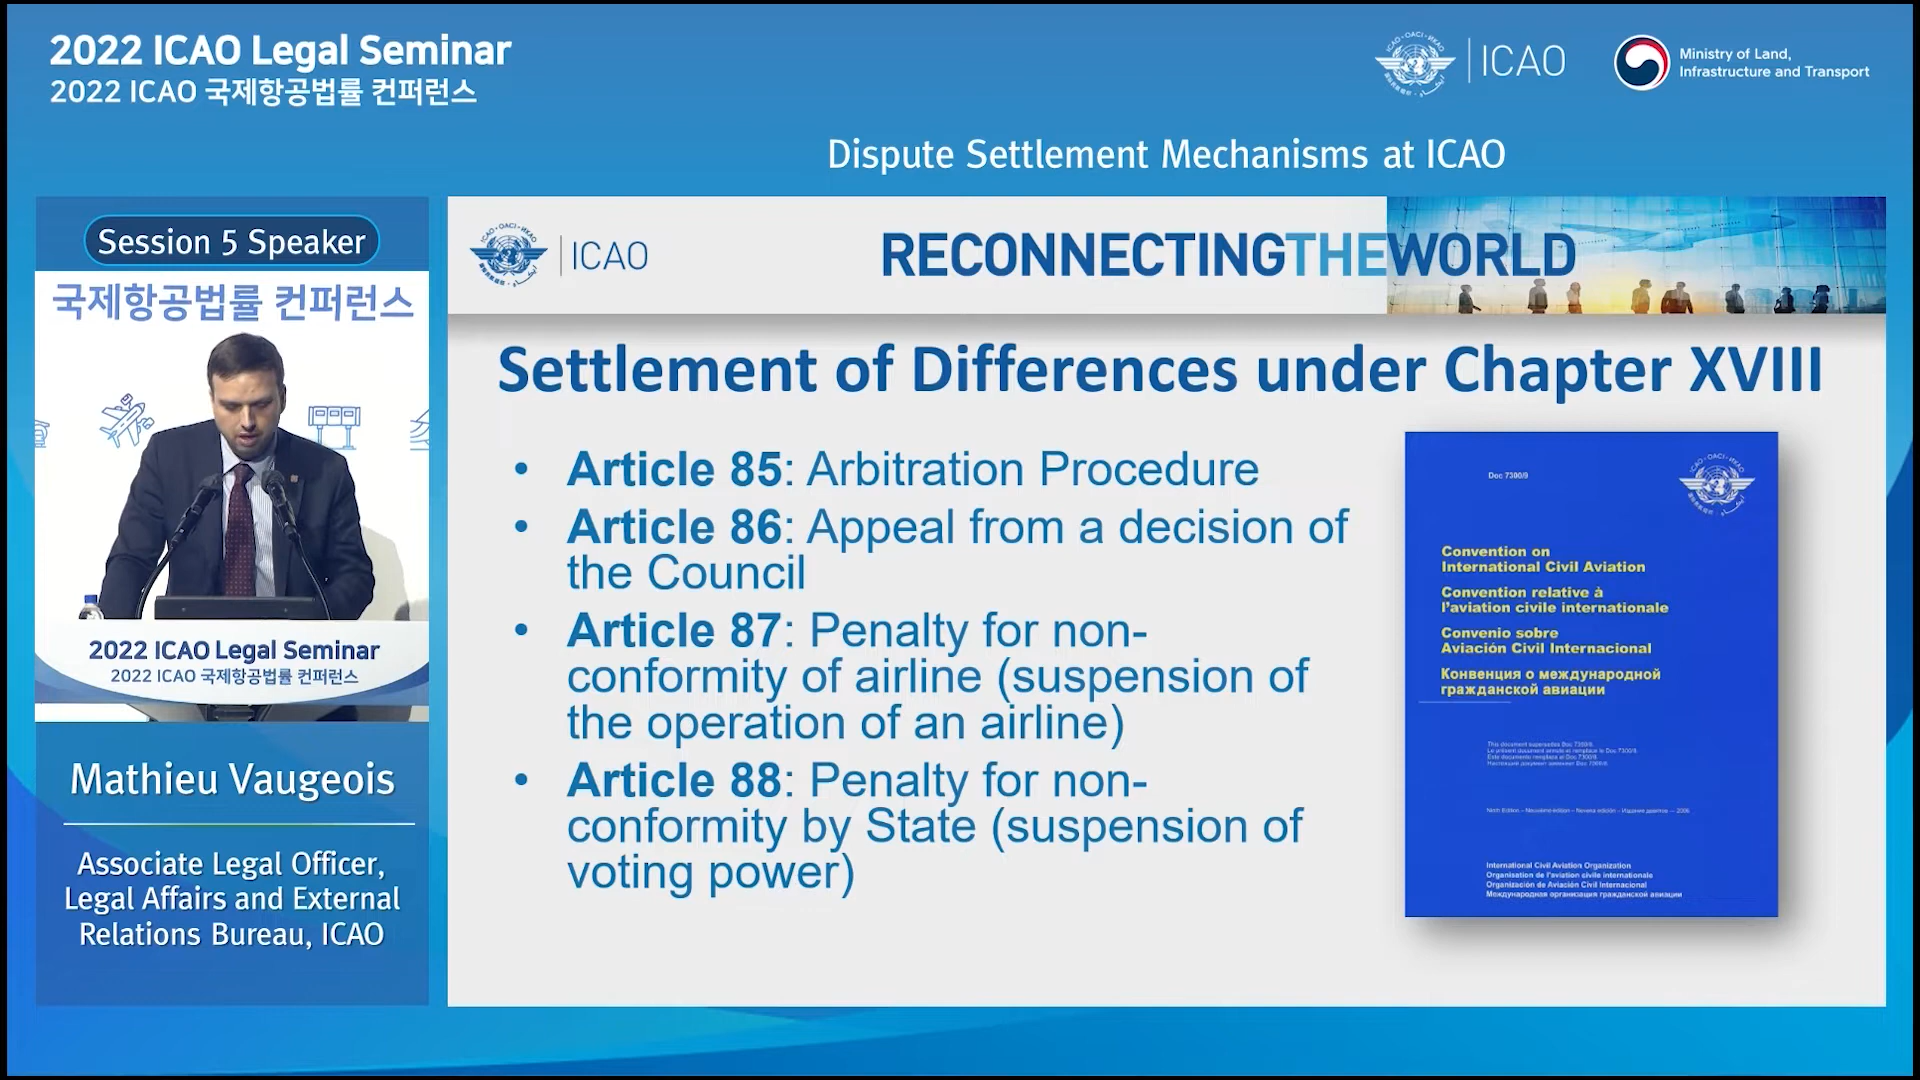 2022 ICAO Legal Seminar
2022 ICAO 국제항공법률 컨퍼런스
ICAO
Ministry of Land,
Infrastructure and Transport
Dispute Settlement Mechanisms at ICAO
Session 5 Speaker
국제항공법률 컨퍼런스
2022 ICAO Legal Seminar
2022 ICAO 국제항공법률 컨퍼런스
Mathieu Vaugeois
Associate Legal Officer,
Legal Affairs and External
Relations Bureau, ICAO
ICAO
RECONNECTINGTHEWORLD
Settlement of Differences under Chapter XVIII
• Article 85: Arbitration Procedure
• Article 86: Appeal from a decision of
the Council
• Article 87: Penalty for non-
conformity of airline (suspension of
the operation of an airline)
• Article 88: Penalty for non-
conformity by State (suspension of
voting power)
Doc 7300/9
Convention on
International Civil Aviation
Convention relative à
l'aviation civile internationale
Convenio sobre
Aviación Civil Internacional
Конвенция о международной
гражданской авиации
International Civil Aviation Organization
Organisation de l'aviation civile internationale
Organización de Aviación Civil Internacional
Международная организация гражданской авиации